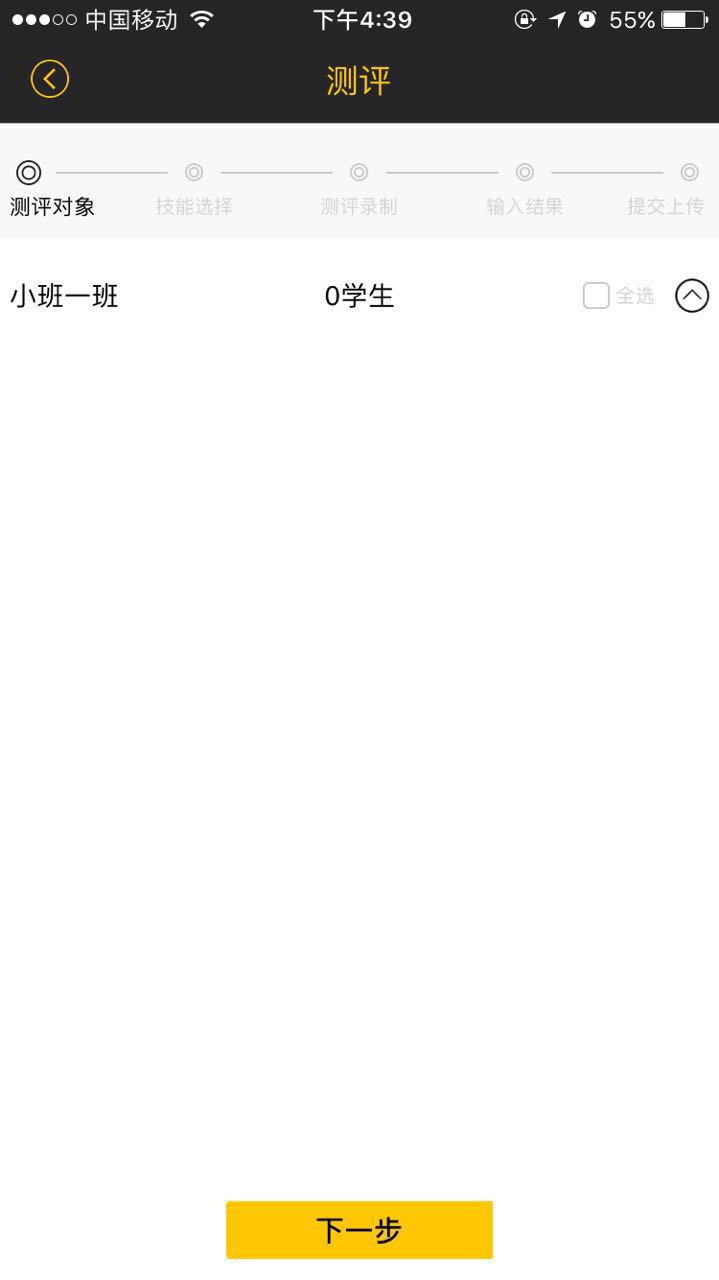 中国移动 下午4:39 55%
测评
测评对象 技能选择 测评录制 输入结果 提交上传
小班一班 0学生 全选
下一步